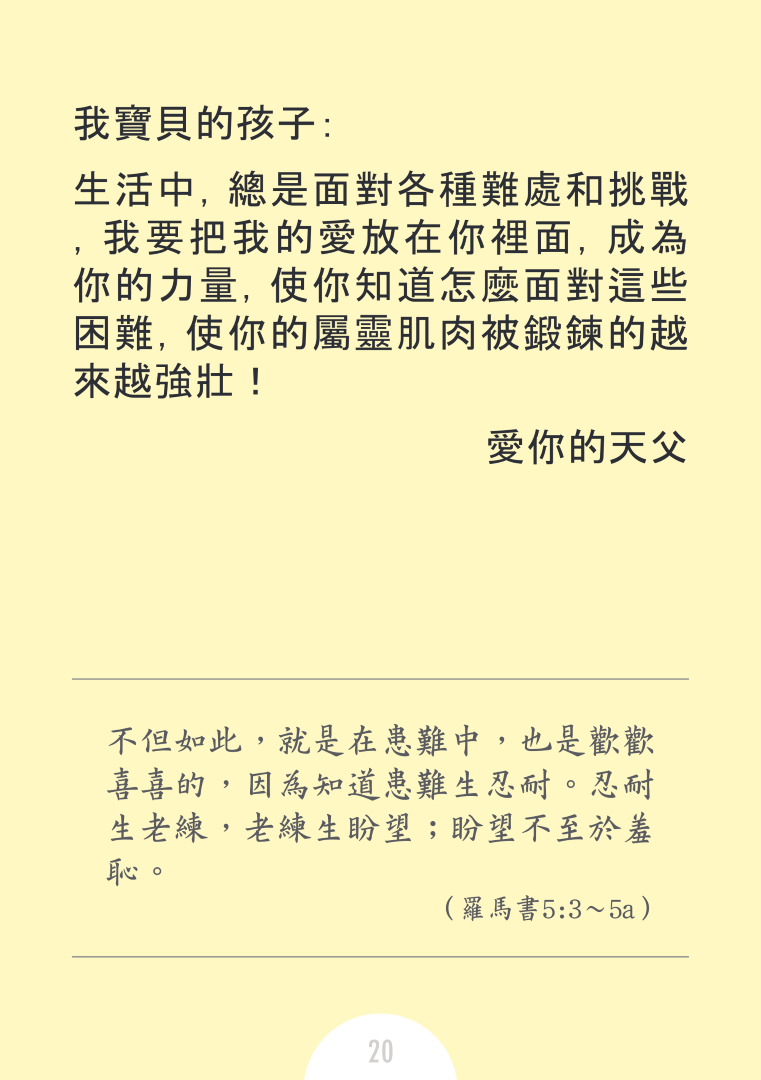 我寶貝的孩子:
生活中, 總是面對各種難處和挑戰
, 我要把我的愛放在你裡面, 成為
你的力量, 使你知道怎麼面對這些
困難, 使你的屬靈肌肉被鍛鍊的越
來越強壯！
愛你的天父
不但如此，就是在患難中，也是歡歡
喜喜的，因為知道患難生忍耐。忍耐
生老練，老練生盼望；盼望不至於羞
恥。
（羅馬書5:3～5a）
20